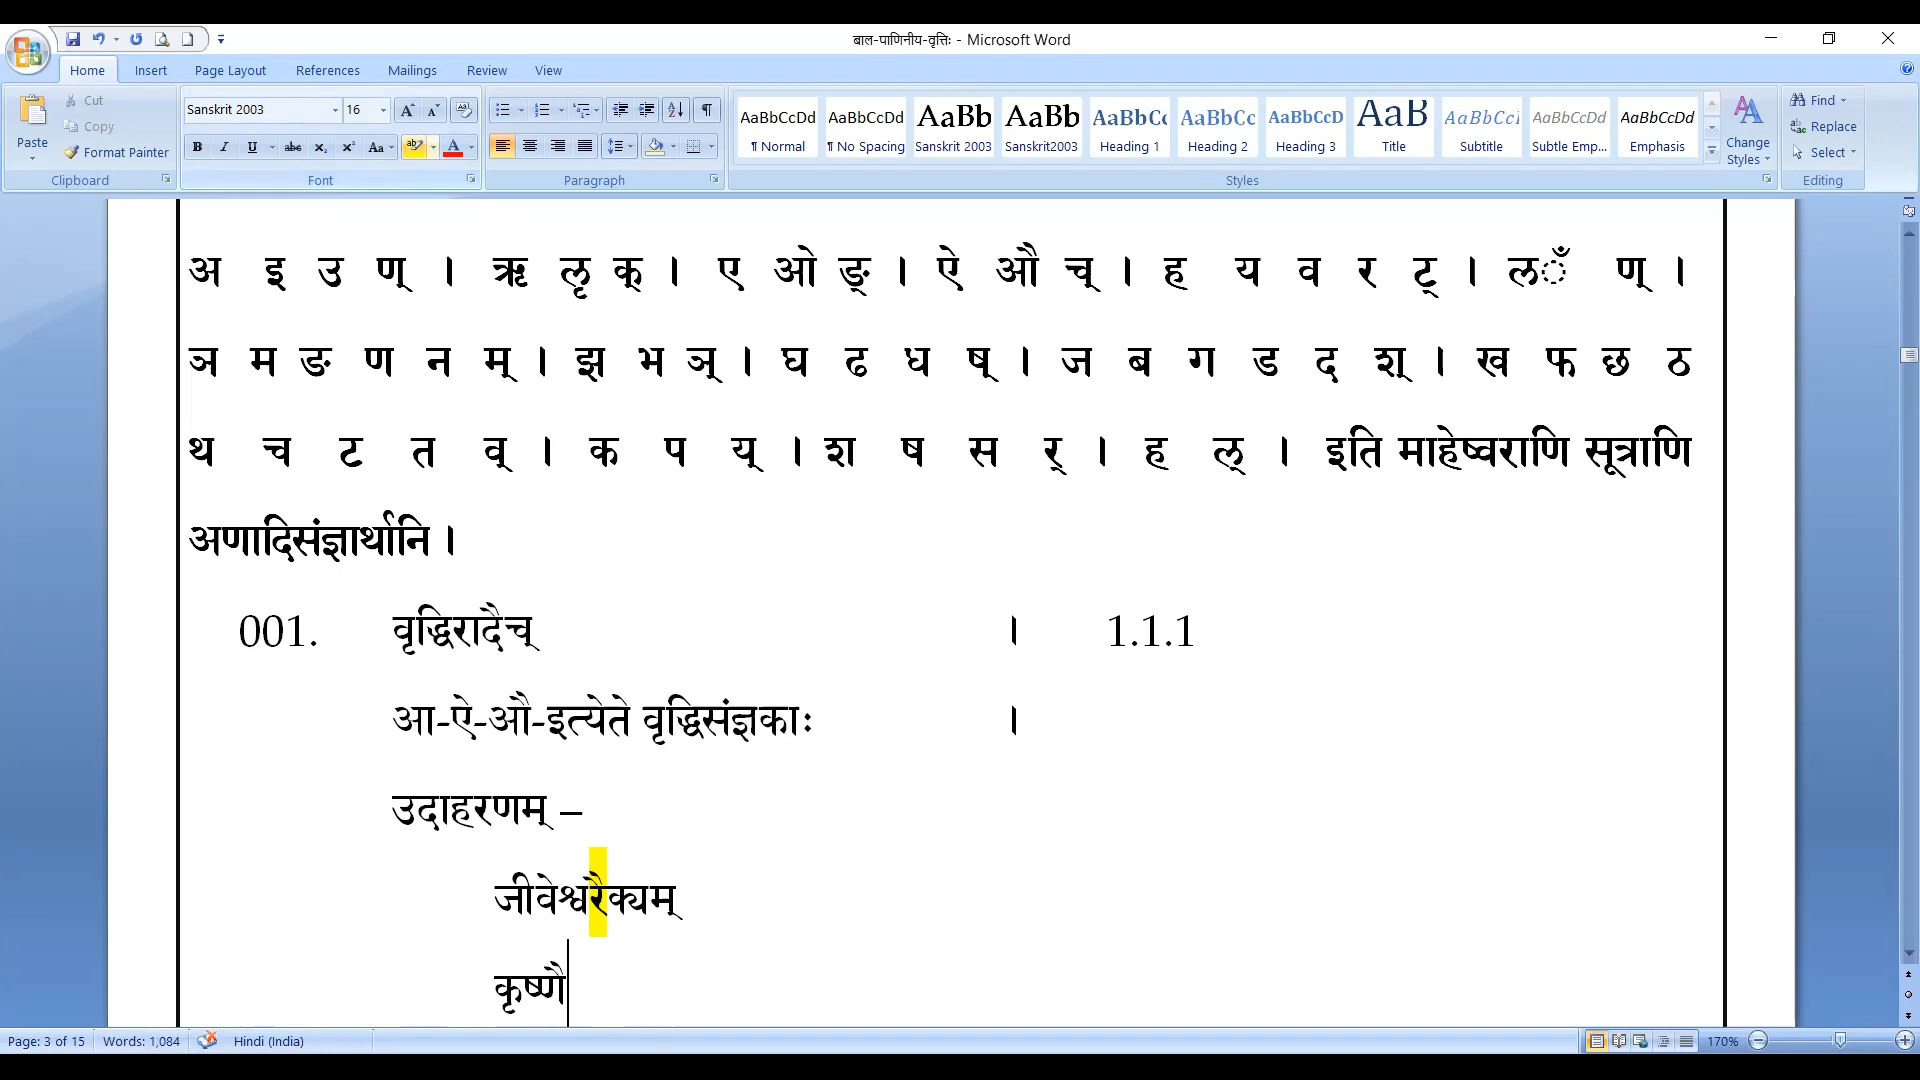 बाल-पाणिनीय-वृत्तिः - Microsoft Word
Home Insert Page Layout References Mailings Review View
Paste Cut Copy Format Painter
Sanskrit 2003 16
AaBbCcDd AaBbCcDd AaBb AaBb AaBbCc AaBbCc AaBbCcD AaB AaBbCcI AaBbCcDd AaBbCcDd
¶ Normal ¶ No Spacing Sanskrit 2003 Sanskrit2003 Heading 1 Heading 2 Heading 3 Title Subtitle Subtle Emp... Emphasis
Change Styles
Find Replace Select
Clipboard Font Paragraph Styles Editing
अ इ उ ण् । ऋ लृ क् । ए ओ ङ् । ऐ औ च् । ह य व र ट् । लँ ण् ।
ञ म ङ ण न म् । झ भ ञ् । घ ढ ध ष् । ज ब ग ड द श् । ख फ छ ठ
थ च ट त व् । क प य् । श ष स र् । ह ल् । इति माहेष्वराणि सूत्राणि
अणादिसंज्ञार्थानि ।
001. वृद्धिरादैच् । 1.1.1
आ-ऐ-औ-इत्येते वृद्धिसंज्ञकाः ।
उदाहरणम् –
जीवेश्वरैक्यम्
कृष्णै
Page: 3 of 15 Words: 1,084 Hindi (India) 170%